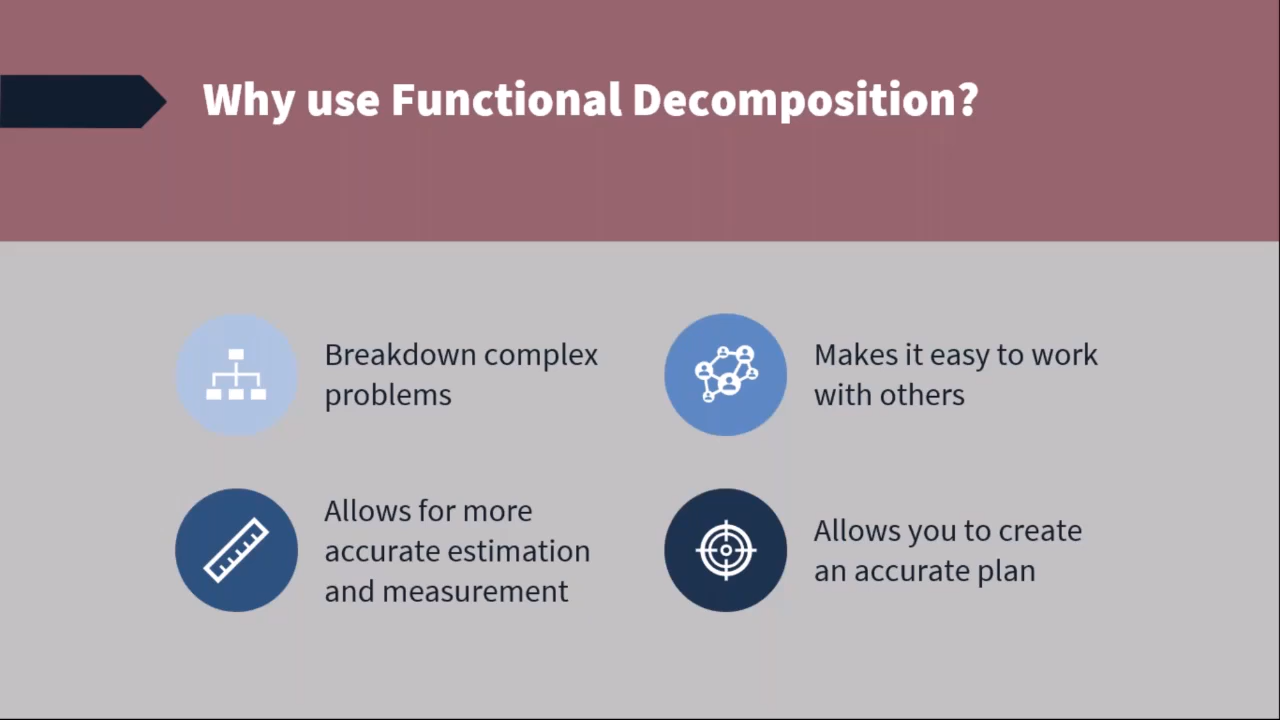 Why use Functional Decomposition?
Breakdown complex
problems
Makes it easy to work
with others
Allows for more
accurate estimation
and measurement
Allows you to create
an accurate plan